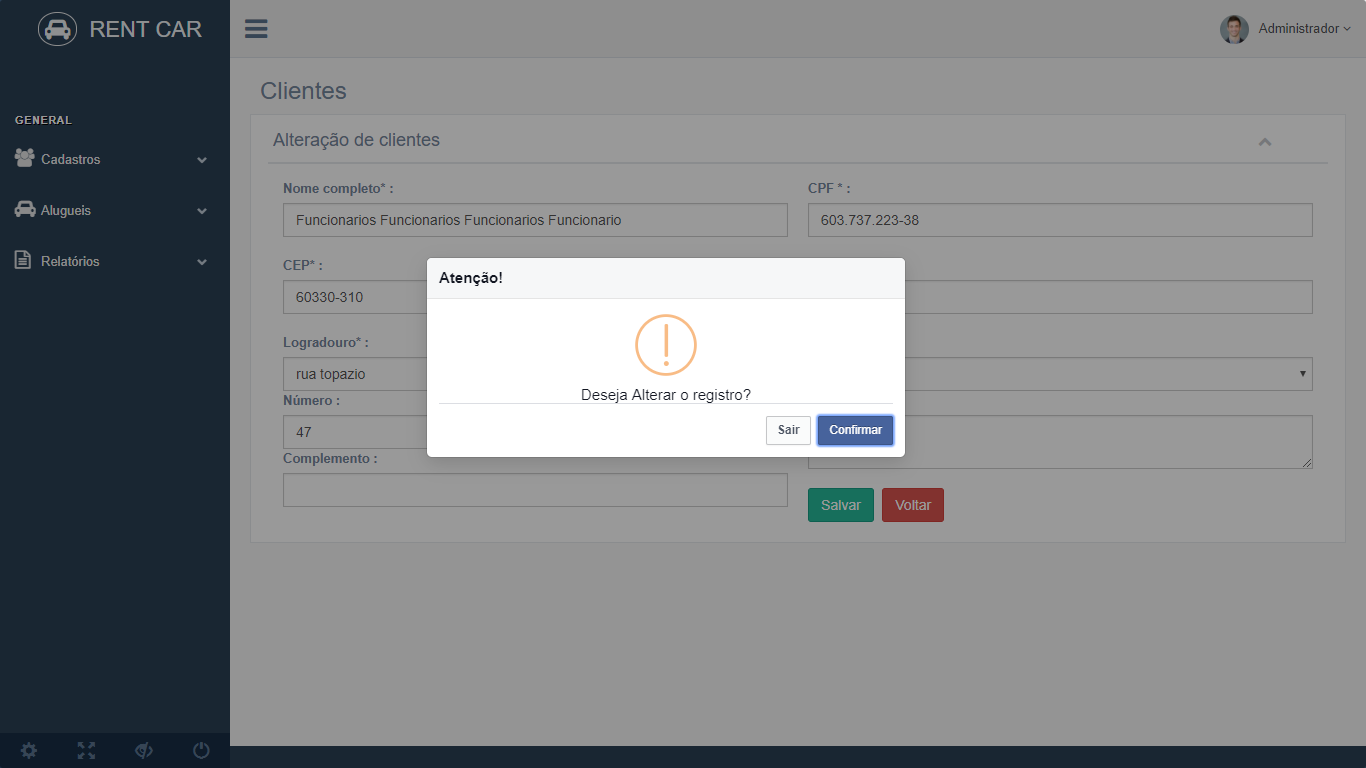 RENT CAR
Administrador
Clientes
GENERAL
Alteração de clientes
Cadastros
Nome completo* :
CPF * :
Funcionarios Funcionarios Funcionarios Funcionario
603.737.223-38
Alugueis
Relatórios
CEP* :
60330-310
Atenção!
Logradouro* :
rua topazio
Deseja Alterar o registro?
Número :
47
Sair
Confirmar
Complemento :
Salvar
Voltar